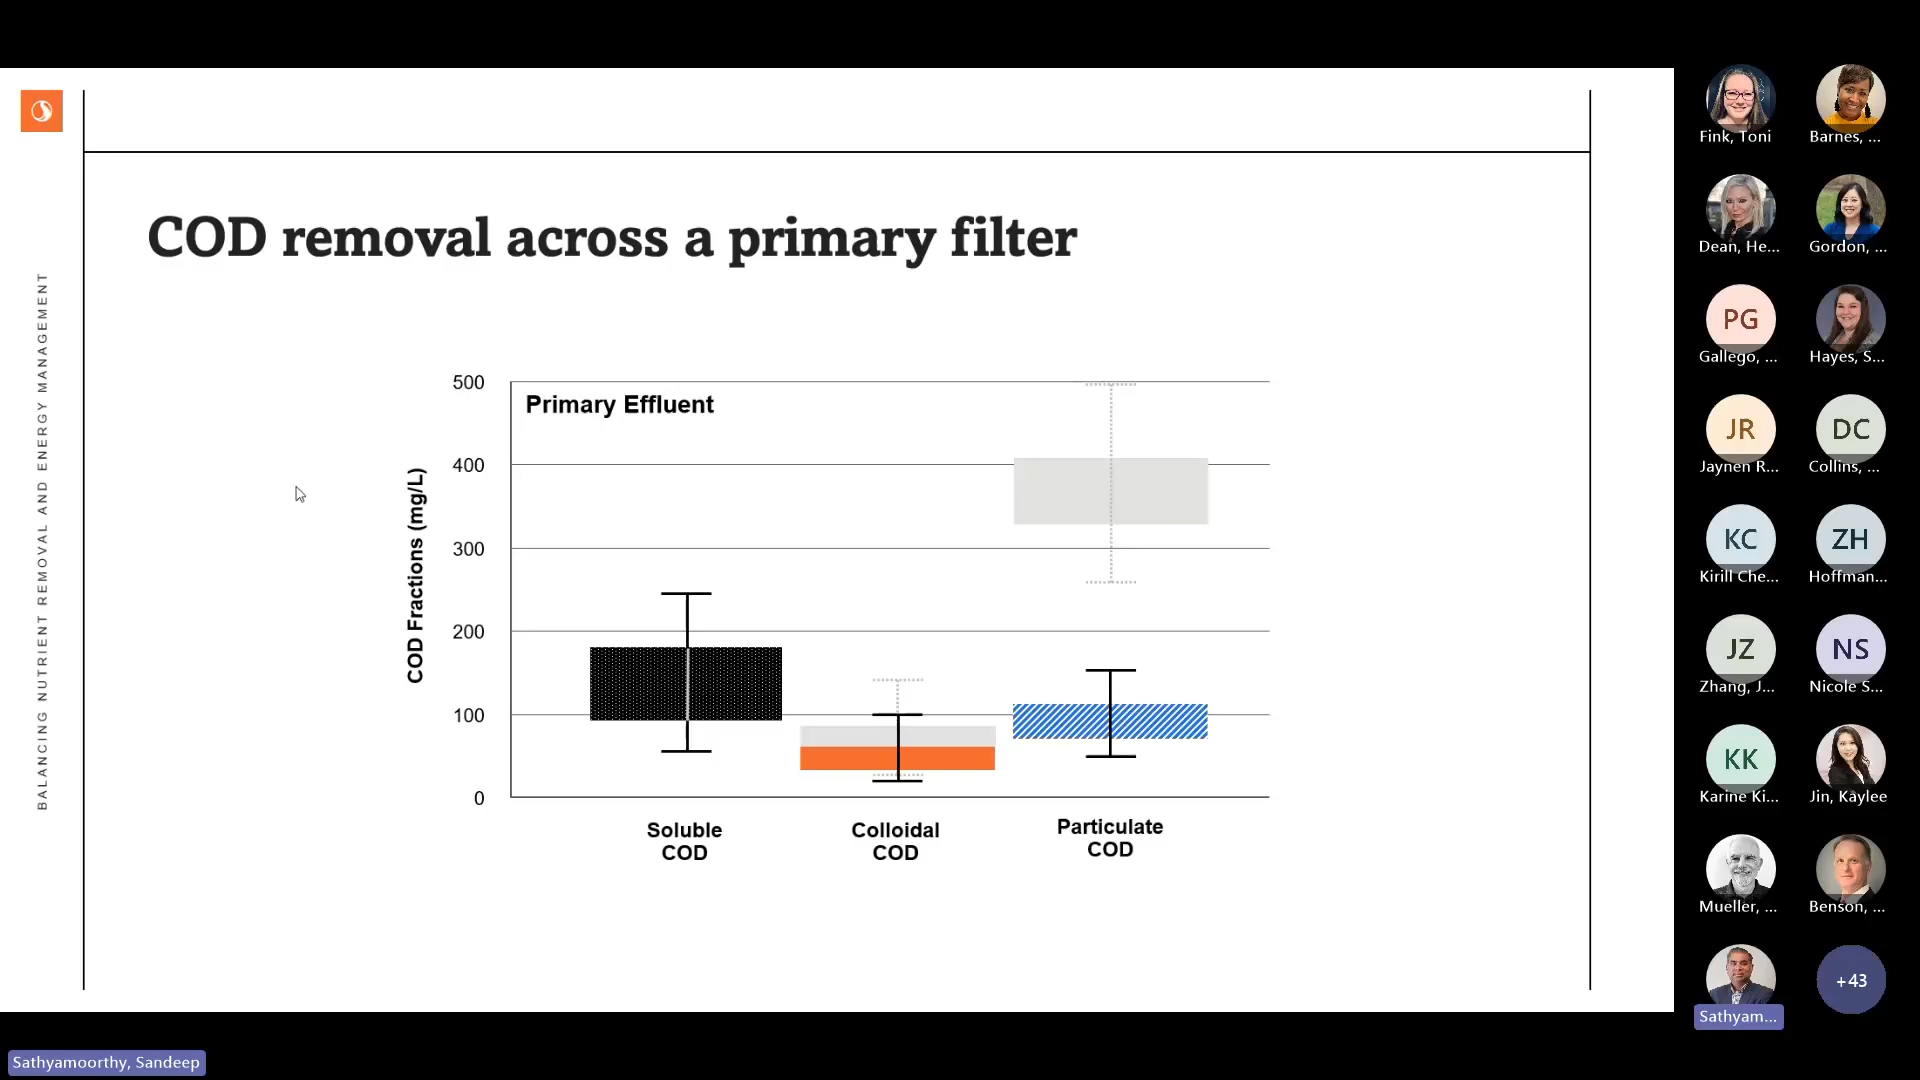 BALANCING NUTRIENT REMOVAL AND ENERGY MANAGEMENT
COD removal across a primary filter
Primary Effluent
COD Fractions (mg/L)
500
400
300
200
100
0
Soluble
COD
Colloidal
COD
Particulate
COD
Fink, Toni
Barnes, ...
Dean, He...
Gordon, ...
PG
Gallego, ...
Hayes, S...
JR
Jaynen R...
DC
Collins, ...
KC
Kirill Che...
ZH
Hoffman...
JZ
Zhang, J...
NS
Nicole S...
KK
Karine Ki...
Jin, Kaylee
Mueller, ...
Benson, ...
Sathyam...
+43
Sathyamoorthy, Sandeep